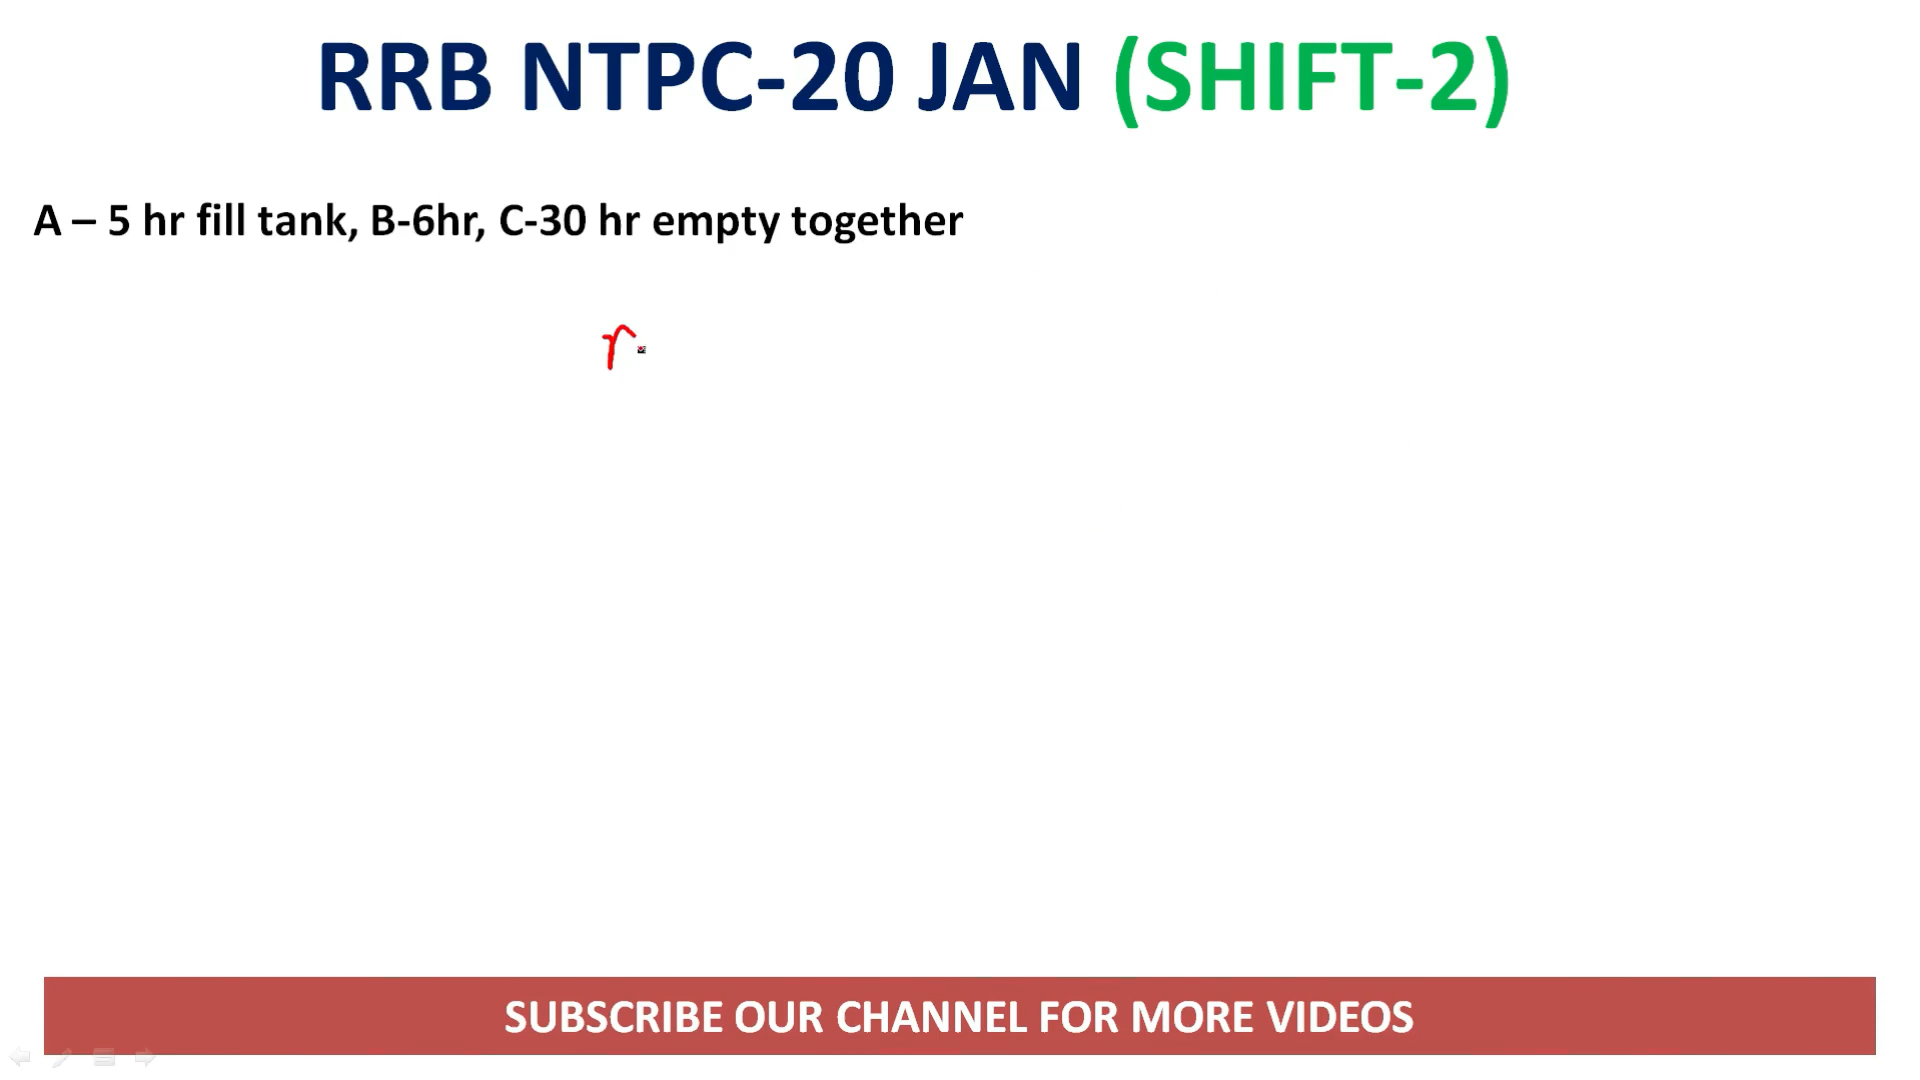 RRB NTPC-20 JAN (SHIFT-2)
A – 5 hr fill tank, B-6hr, C-30 hr empty together
r
SUBSCRIBE OUR CHANNEL FOR MORE VIDEOS